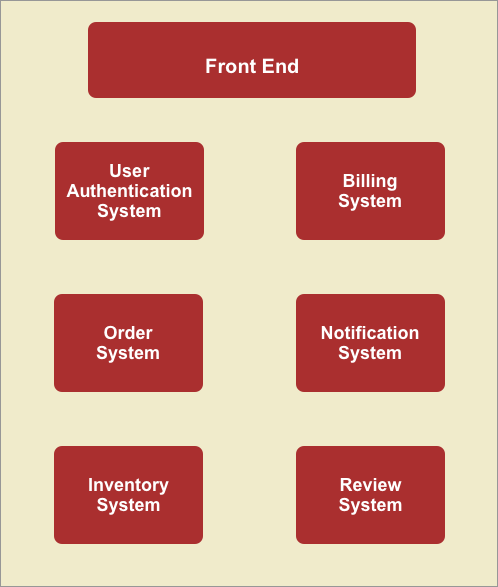 Front End
User
Authentication
System
Billing
System
Order
System
Notification
System
Inventory
System
Review
System